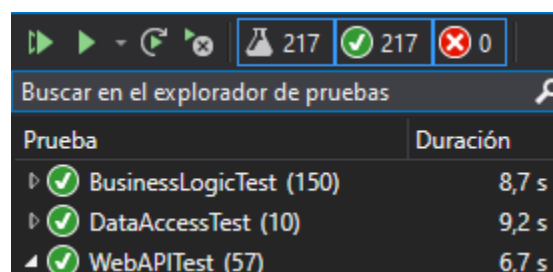 217 217 0
Buscar en el explorador de pruebas
Prueba Duración
BusinessLogicTest (150) 8,7 s
DataAccessTest (10) 9,2 s
WebAPITest (57) 6,7 s